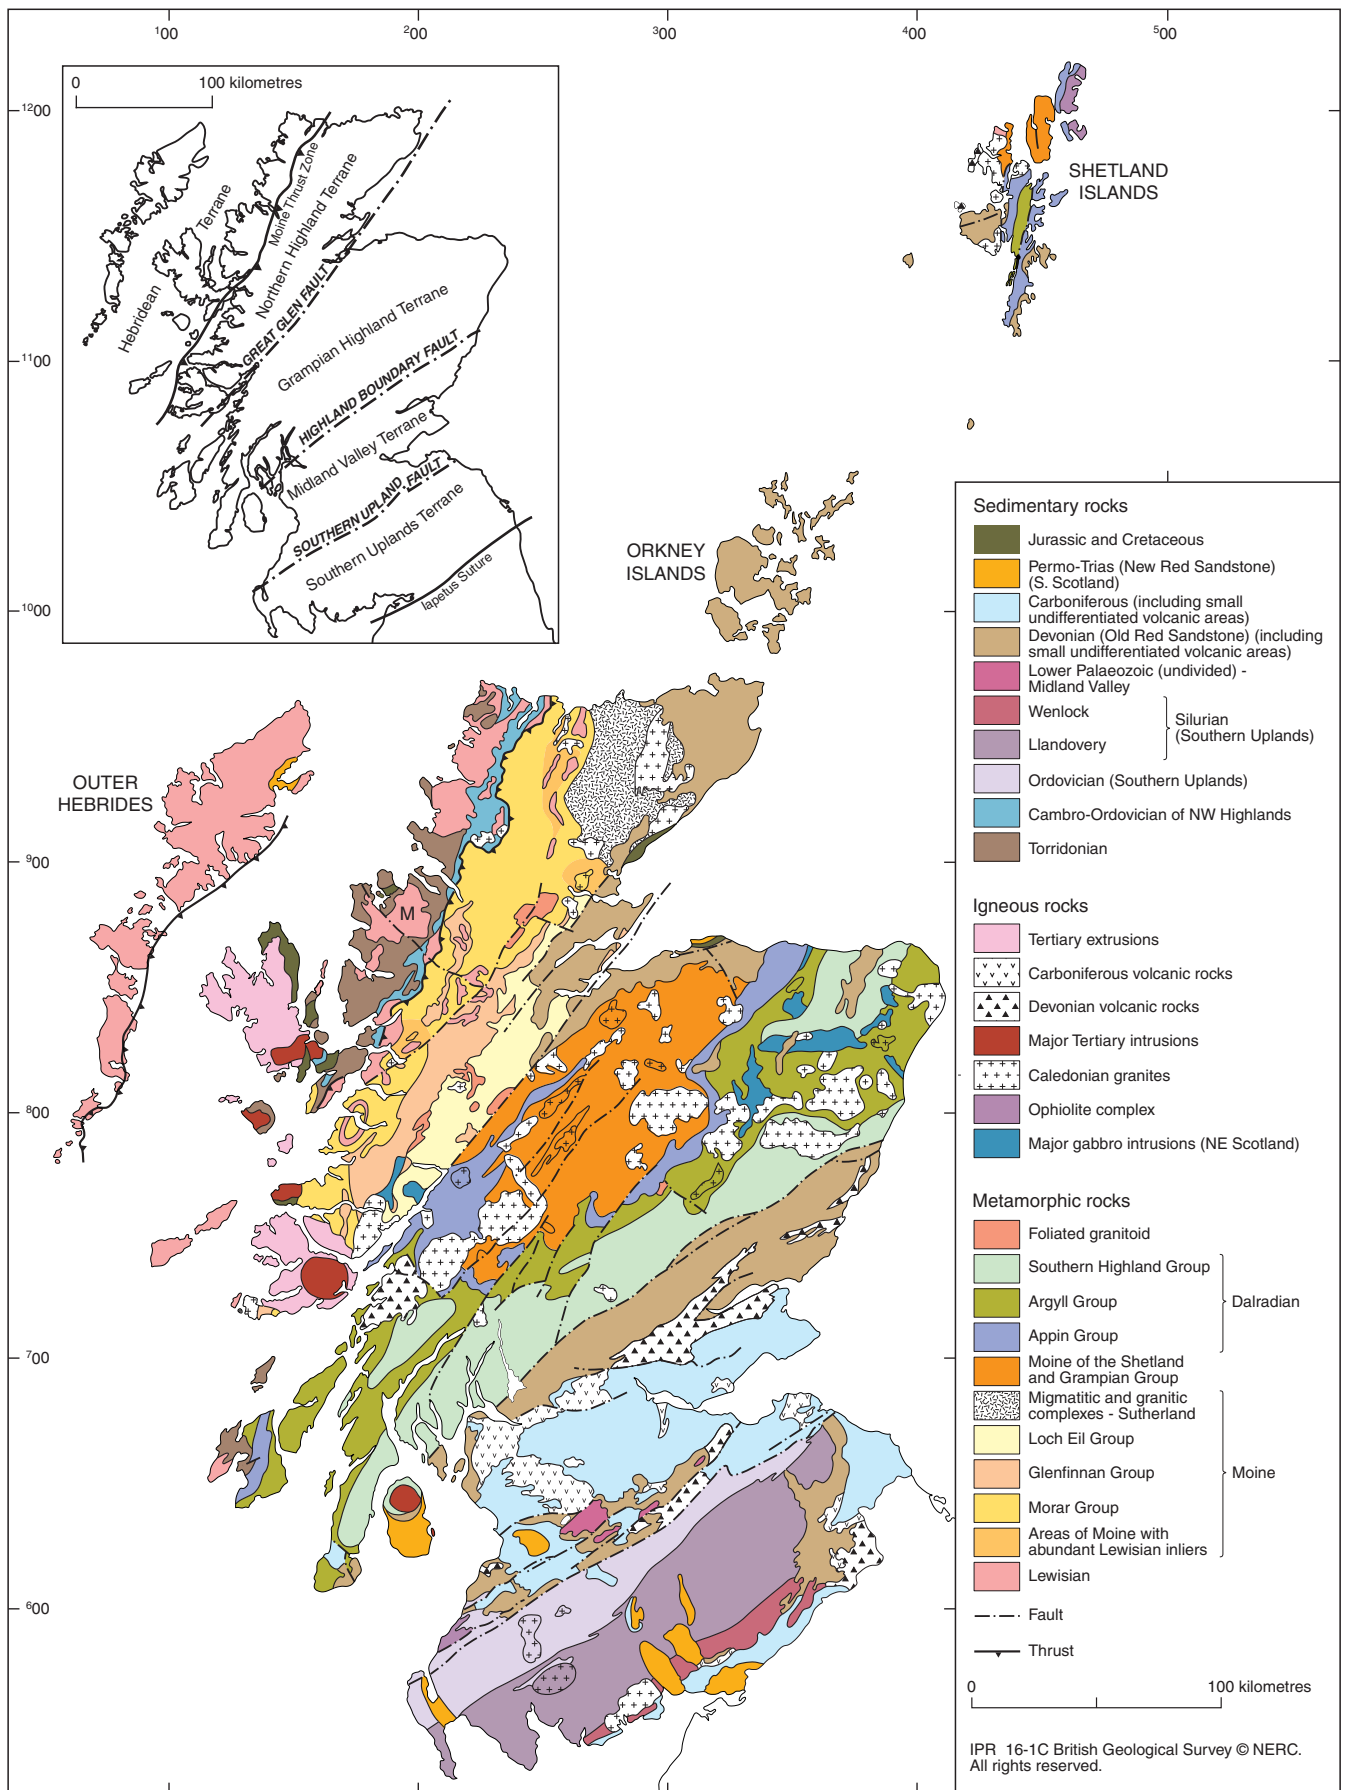 100
200
300
400
500
1200
1100
1000
900
800
700
600
0
100 kilometres
Hebridean
Terrane
Moine Thrust Zone
Northern Highland Terrane
GREAT GLEN FAULT
Grampian Highland Terrane
HIGHLAND BOUNDARY FAULT
Midland Valley Terrane
SOUTHERN UPLAND FAULT
Southern Uplands Terrane
Iapetus Suture
SHETLAND
ISLANDS
ORKNEY
ISLANDS
OUTER
HEBRIDES
M
Sedimentary rocks
Jurassic and Cretaceous
Permo-Trias (New Red Sandstone)
(S. Scotland)
Carboniferous (including small
undifferentiated volcanic areas)
Devonian (Old Red Sandstone) (including
small undifferentiated volcanic areas)
Lower Palaeozoic (undivided) -
Midland Valley
Wenlock
Llandovery
Silurian
(Southern Uplands)
Ordovician (Southern Uplands)
Cambro-Ordovician of NW Highlands
Torridonian
Igneous rocks
Tertiary extrusions
Carboniferous volcanic rocks
Devonian volcanic rocks
Major Tertiary intrusions
Caledonian granites
Ophiolite complex
Major gabbro intrusions (NE Scotland)
Metamorphic rocks
Foliated granitoid
Southern Highland Group
Argyll Group
Dalradian
Appin Group
Moine of the Shetland
and Grampian Group
Migmatitic and granitic
complexes - Sutherland
Loch Eil Group
Glenfinnan Group
Moine
Morar Group
Areas of Moine with
abundant Lewisian inliers
Lewisian
Fault
Thrust
0
100 kilometres
IPR 16-1C British Geological Survey © NERC.
All rights reserved.